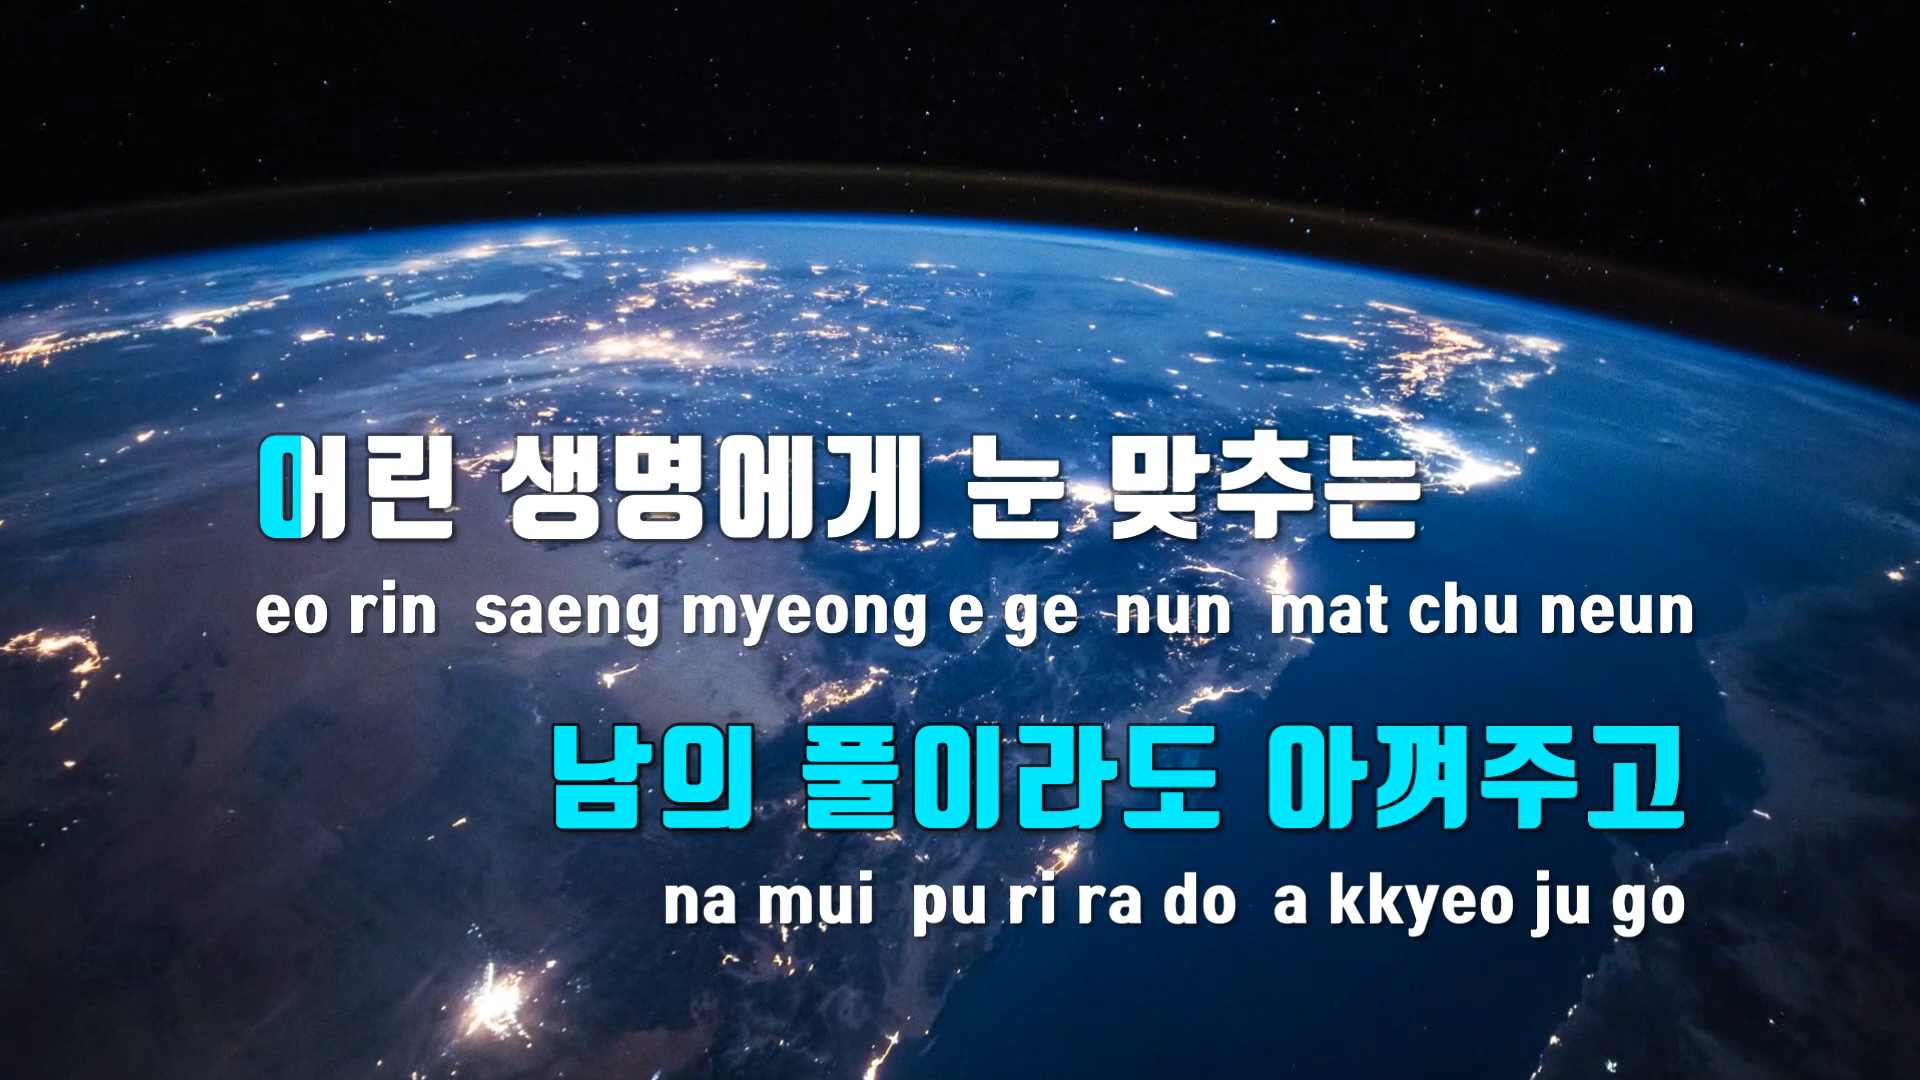 어린 생명에게 눈 맞추는
eo rin saeng myeong e ge nun mat chu neun
남의 풀이라도 아껴주고
na mui pu ri ra do a kkyeo ju go